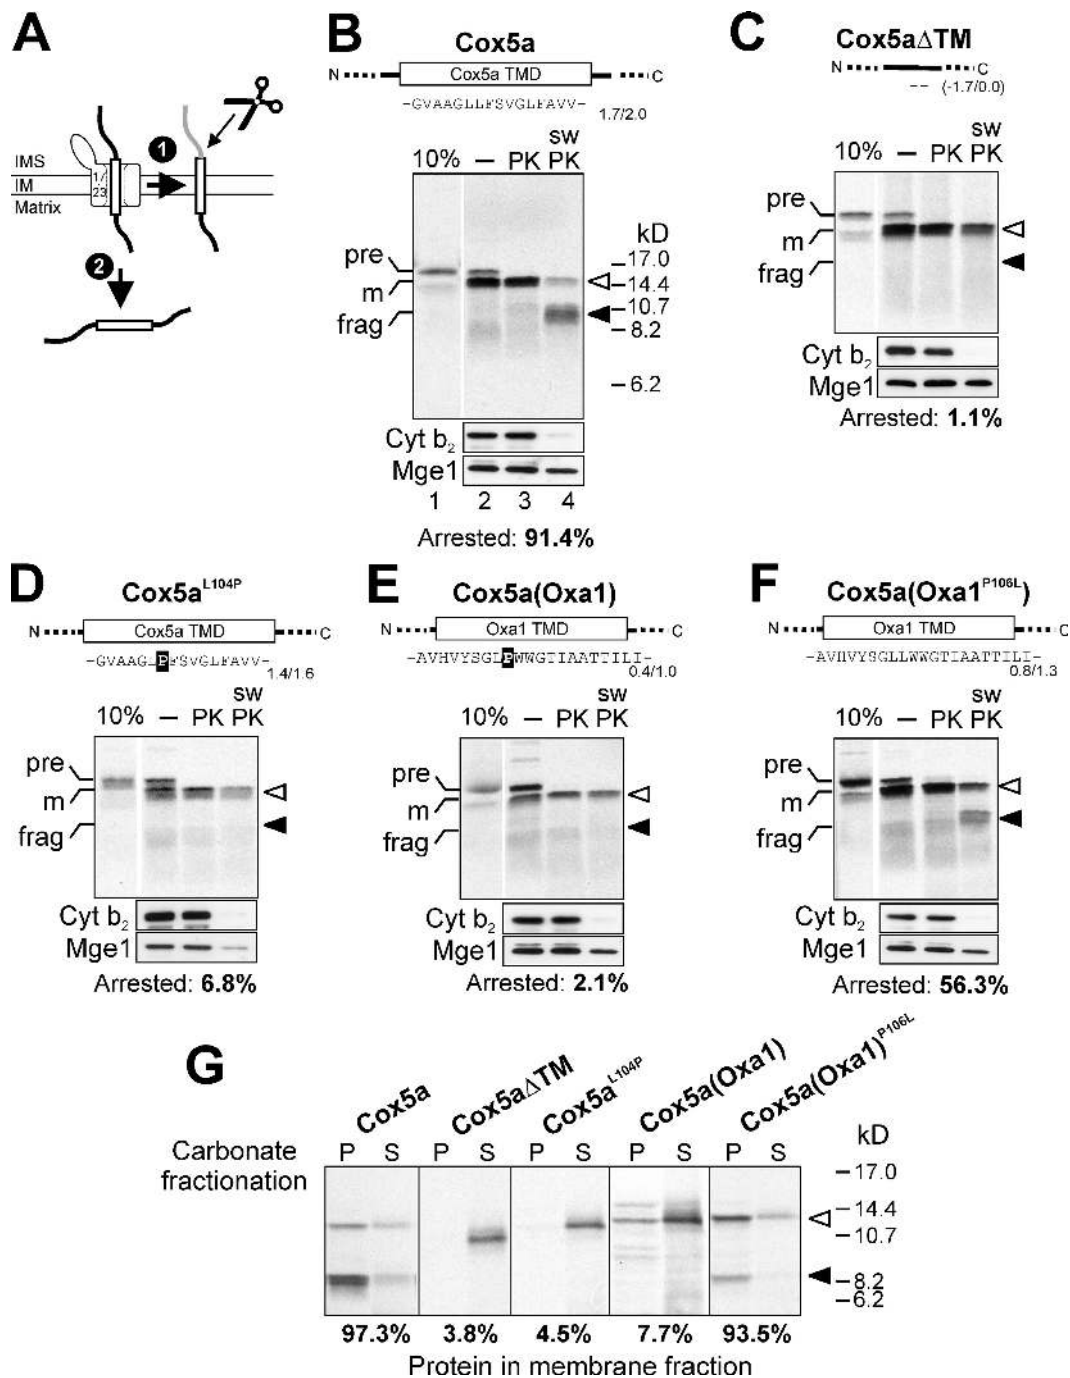 A
IMS
IM
Matrix
1/
23
1
2
B
Cox5a
N
Cox5a TMD
C
-GVAAGLLFSVGLFAVV-
1.7/2.0
sw
10% – PK PK
pre
m
frag
kD
17.0
14.4
10.7
8.2
6.2
Cyt b2
Mge1
1 2 3 4
Arrested: 91.4%
C
Cox5aΔTM
N C
-- (-1.7/0.0)
sw
10% – PK PK
pre
m
frag
Cyt b2
Mge1
Arrested: 1.1%
D
Cox5a L104P
N
Cox5a TMD
C
-GVAAGLPFSVGLFAVV-
1.4/1.6
sw
10% – PK PK
pre
m
frag
Cyt b2
Mge1
Arrested: 6.8%
E
Cox5a(Oxa1)
N
Oxa1 TMD
C
-AVHVYSGLPWWGTIAATTILI-
0.4/1.0
sw
10% – PK PK
pre
m
frag
Cyt b2
Mge1
Arrested: 2.1%
F
Cox5a(Oxa1P106L)
N
Oxa1 TMD
C
-AVHVYSGLLWWGTIAATTILI-
0.8/1.3
sw
10% – PK PK
pre
m
frag
Cyt b2
Mge1
Arrested: 56.3%
G
Cox5a Cox5aΔTM Cox5a L104P Cox5a(Oxa1) Cox5a(Oxa1)P106L
Carbonate
fractionation
P S P S P S P S P S
kD
17.0
14.4
10.7
8.2
6.2
97.3% 3.8% 4.5% 7.7% 93.5%
Protein in membrane fraction